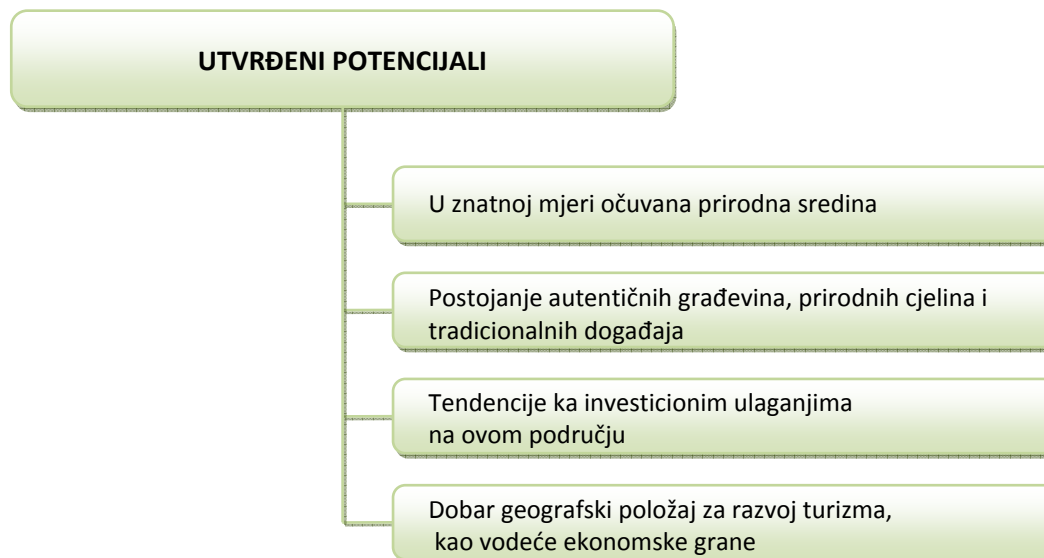 UTVRĐENI POTENCIJALI
U znatnoj mjeri očuvana prirodna sredina
Postojanje autentičnih građevina, prirodnih cjelina i
tradicionalnih događaja
Tendencije ka investicionim ulaganjima
na ovom području
Dobar geografski položaj za razvoj turizma,
kao vodeće ekonomske grane